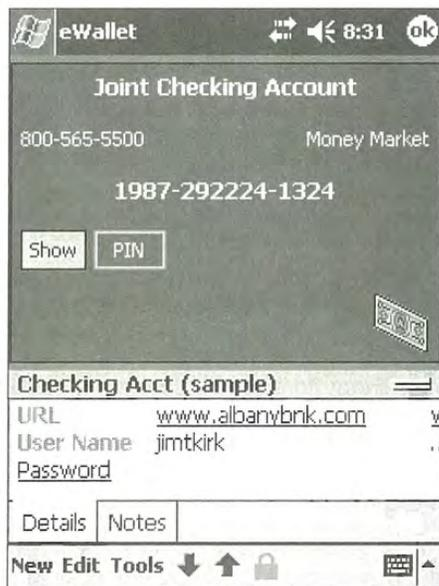 eWallet 8:31 ok
Joint Checking Account
800-565-5500 Money Market
1987-292224-1324
Show PIN
Checking Acct (sample)
URL www.albanybnk.com
User Name jimtkirk
Password
Details Notes
New Edit Tools